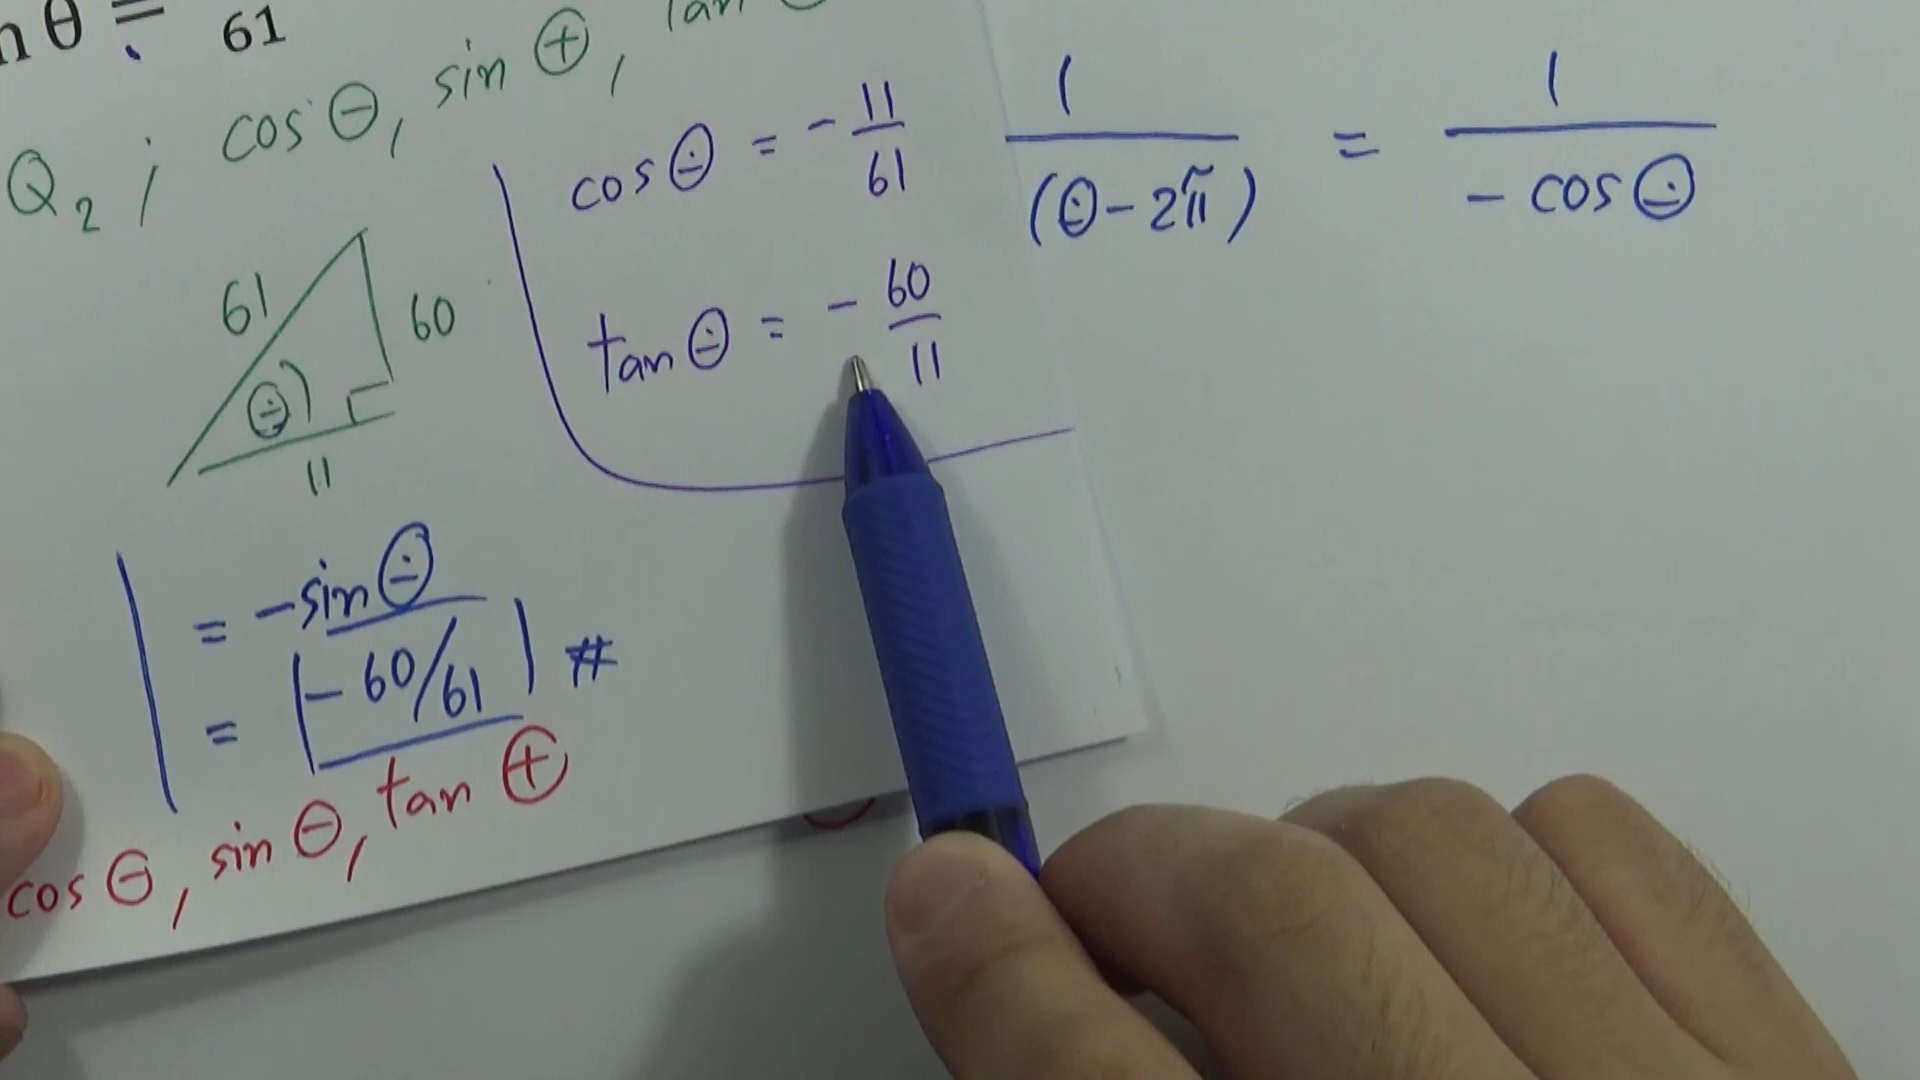 θ = 61
Q2 ; cos ⊖, sin ⊕, tan
61
60
θ
11
cos θ = - 11/61
tan θ = - 60/11
1/(θ - 2π) = 1/- cos θ
= -sin θ
= - 60/61 #
cos ⊖, sin ⊖, tan ⊕